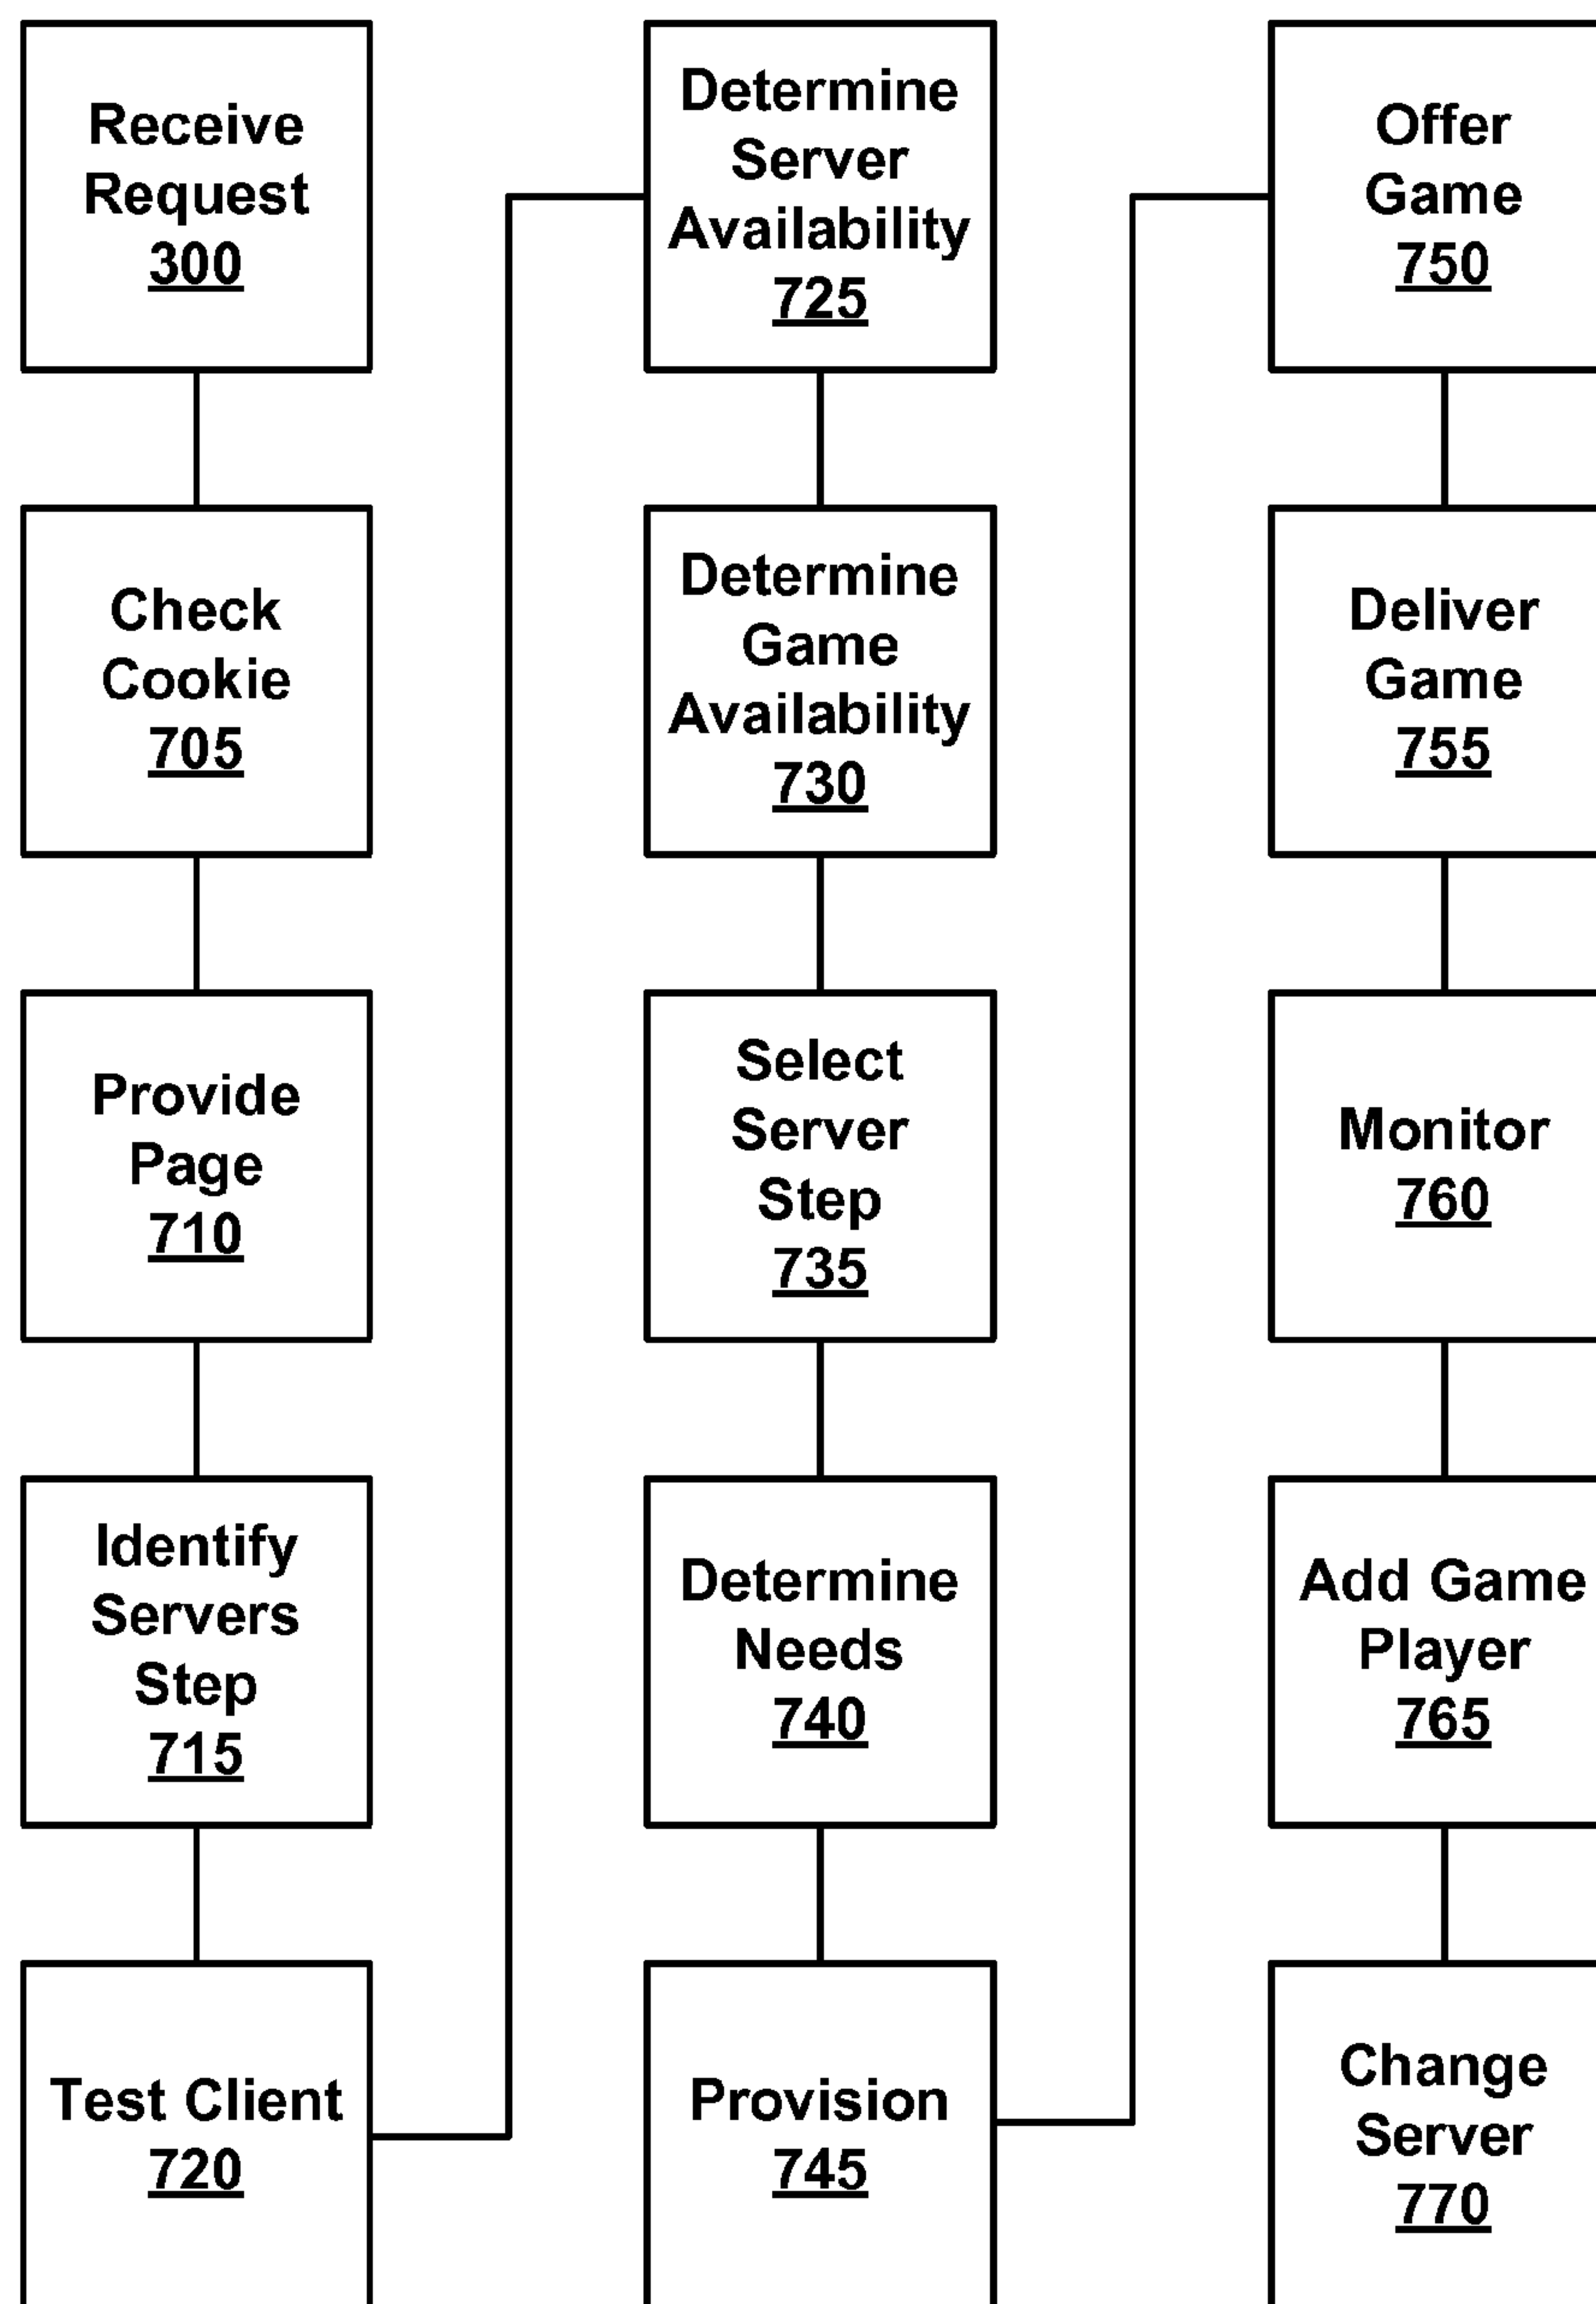 Receive
Request
300
Check
Cookie
705
Provide
Page
710
Identify
Servers
Step
715
Test Client
720
Determine
Server
Availability
725
Determine
Game
Availability
730
Select
Server
Step
735
Determine
Needs
740
Provision
745
Offer
Game
750
Deliver
Game
755
Monitor
760
Add Game
Player
765
Change
Server
770